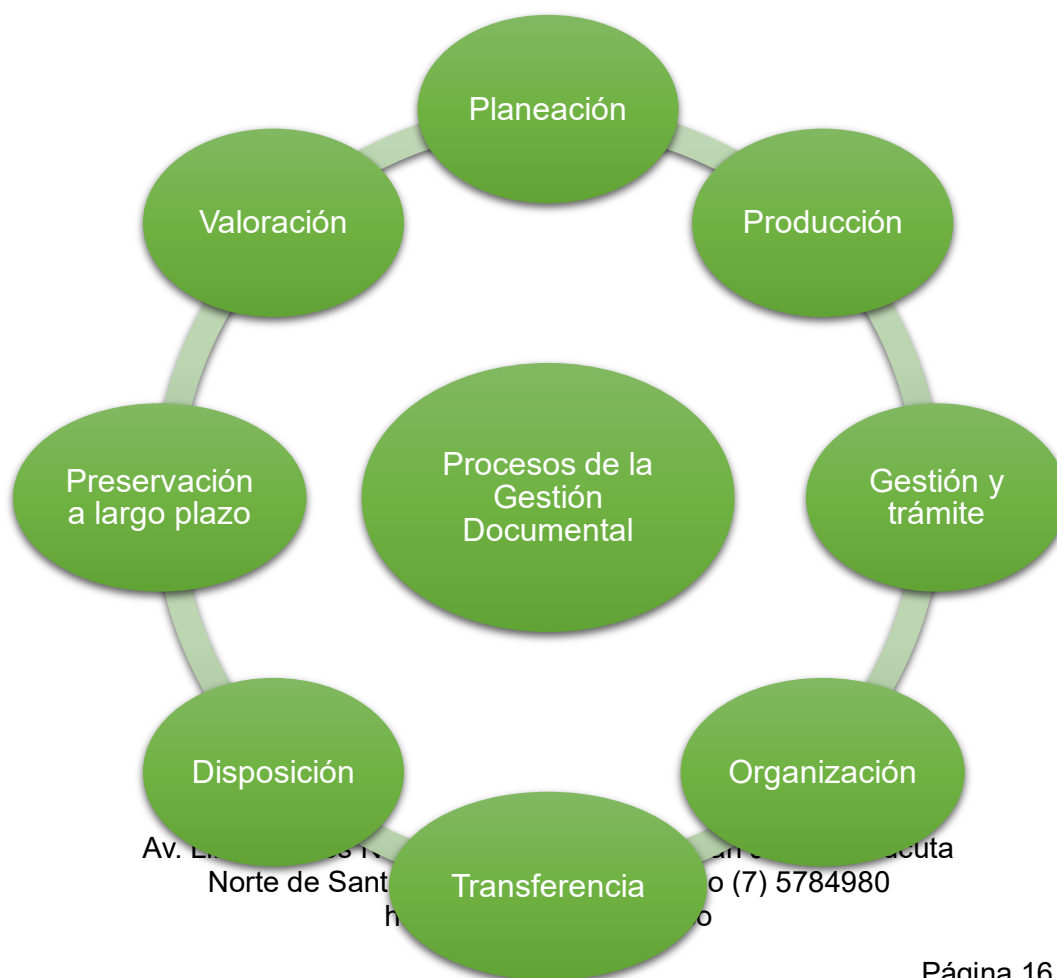 Planeación
Valoración
Producción
Preservación
a largo plazo
Procesos de la
Gestión
Documental
Gestión y
trámite
Disposición
Organización
Av.
Norte de
Transferencia
(7) 5784980
Página 16